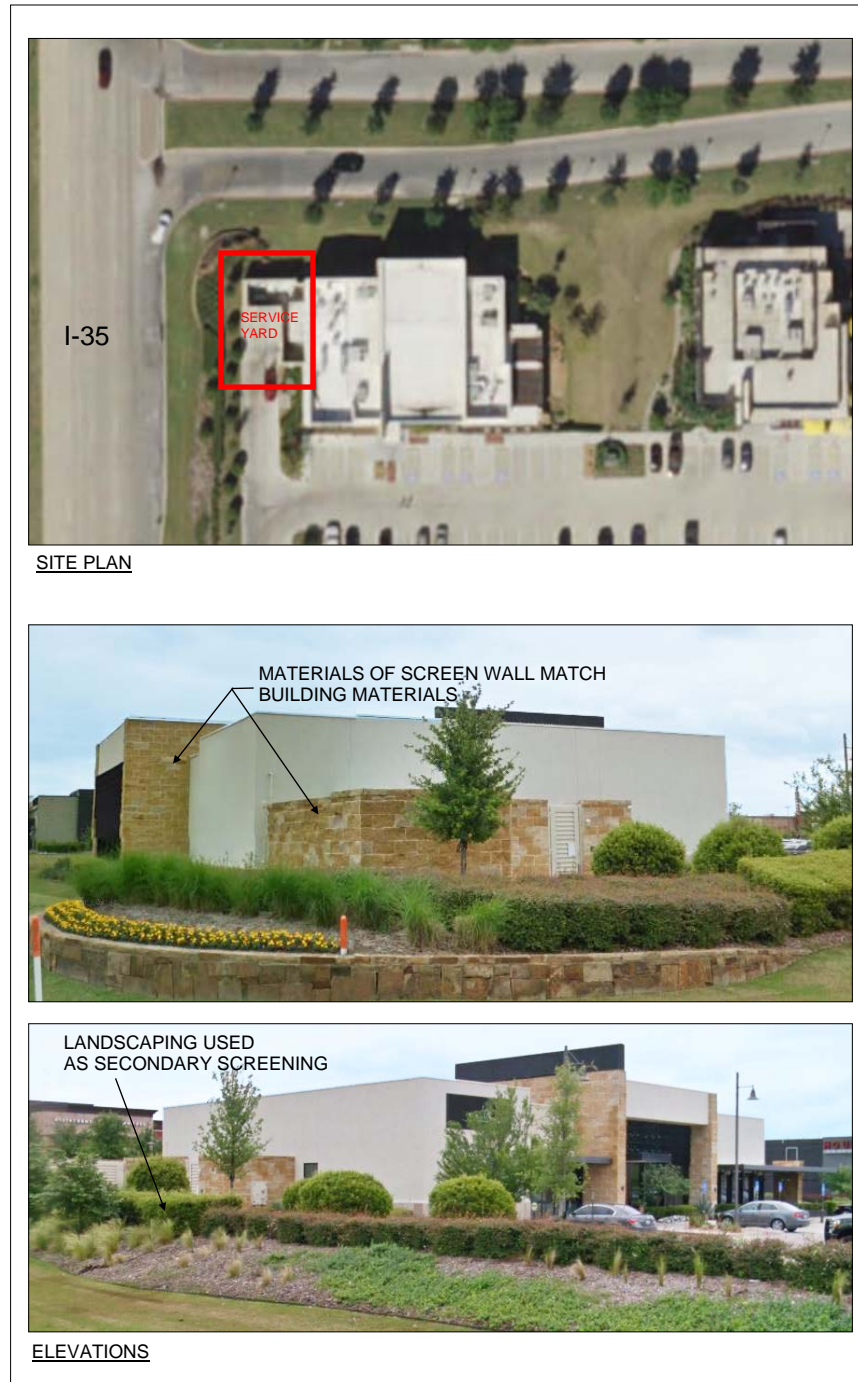 I-35
SERVICE
YARD
SITE PLAN
MATERIALS OF SCREEN WALL MATCH
BUILDING MATERIALS
LANDSCAPING USED
AS SECONDARY SCREENING
ELEVATIONS